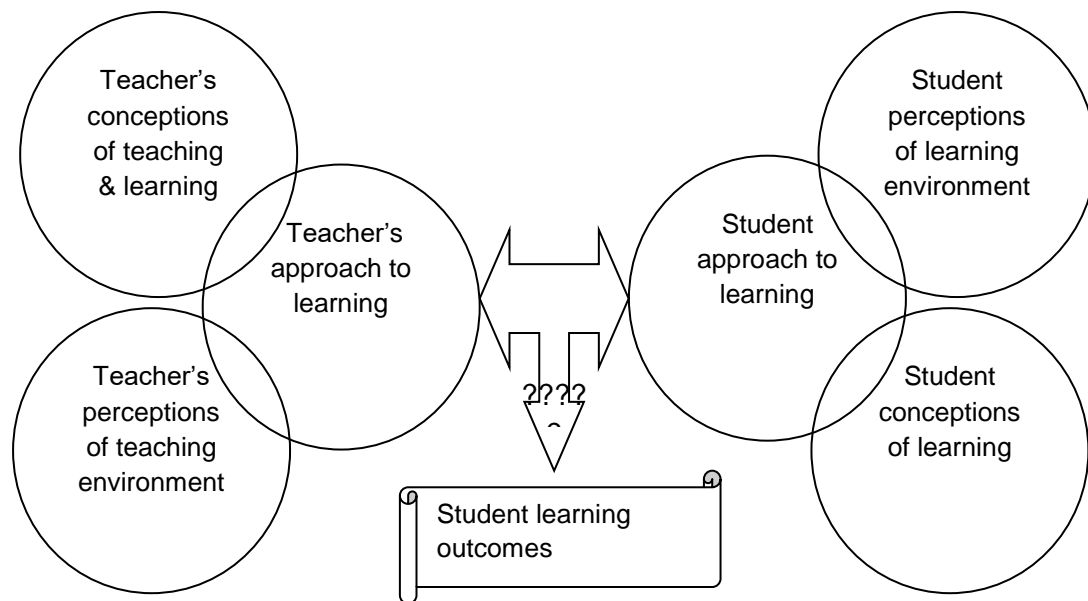 Teacher’s
conceptions
of teaching
& learning
Teacher’s
approach to
learning
Teacher’s
perceptions
of teaching
environment
Student
perceptions
of learning
environment
Student
approach to
learning
Student
conceptions
of learning
????
Student learning
outcomes